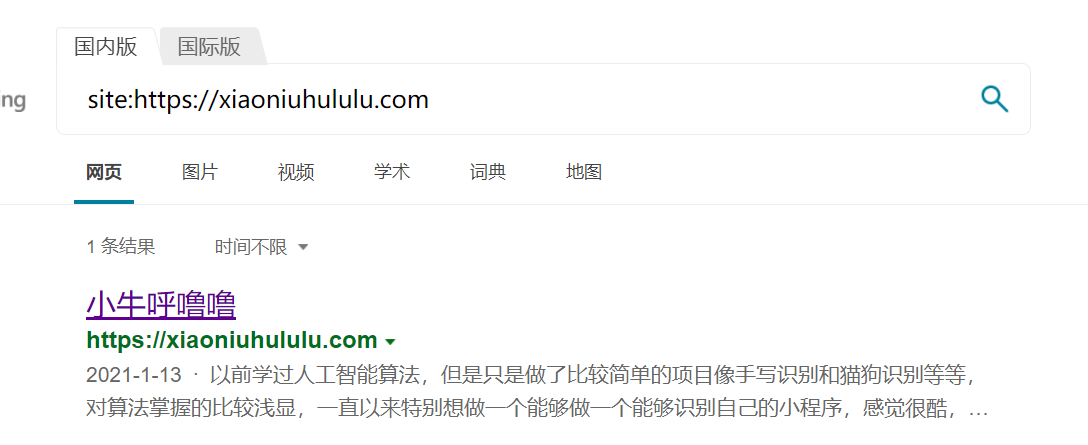 国内版 国际版
ing
site:https://xiaoniuhululu.com
网页 图片 视频 学术 词典 地图
1 条结果 时间不限
小牛呼噜噜
https://xiaoniuhululu.com
2021-1-13 · 以前学过人工智能算法，但是只是做了比较简单的项目像手写识别和猫狗识别等等，
对算法掌握的比较浅显，一直以来特别想做一个能够做一个能够识别自己的小程序，感觉很酷，…